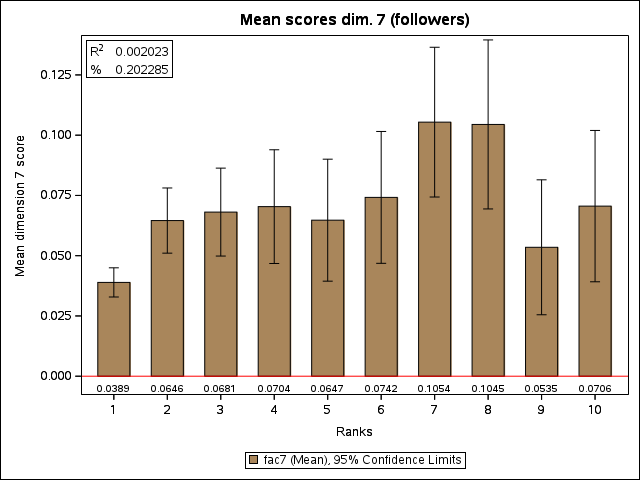 Mean scores dim. 7 (followers)
R² 0.002023
% 0.202285
Mean dimension 7 score
0.125
0.100
0.075
0.050
0.025
0.000
0.0389 0.0646 0.0681 0.0704 0.0647 0.0742 0.1054 0.1045 0.0535 0.0706
1 2 3 4 5 6 7 8 9 10
Ranks
fac7 (Mean), 95% Confidence Limits